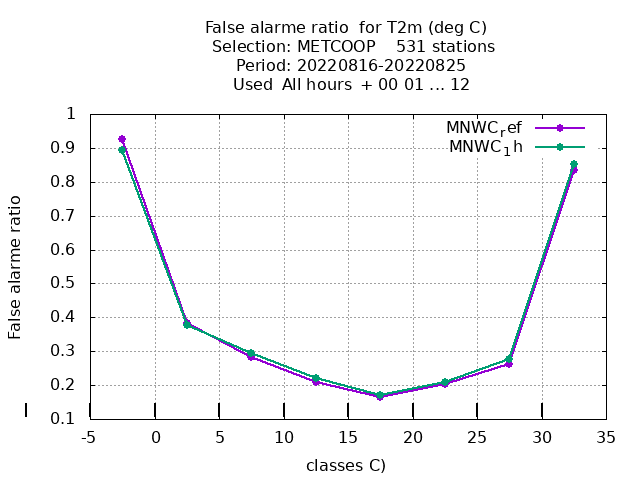 False alarme ratio  for T2m (deg C)
Selection: METCOOP    531 stations
Period: 20220816-20220825
Used  All hours  + 00 01 ... 12
MNWC_ref
MNWC_1h
False alarme ratio
1
0.9
0.8
0.7
0.6
0.5
0.4
0.3
0.2
0.1
-5 0 5 10 15 20 25 30 35
classes C)